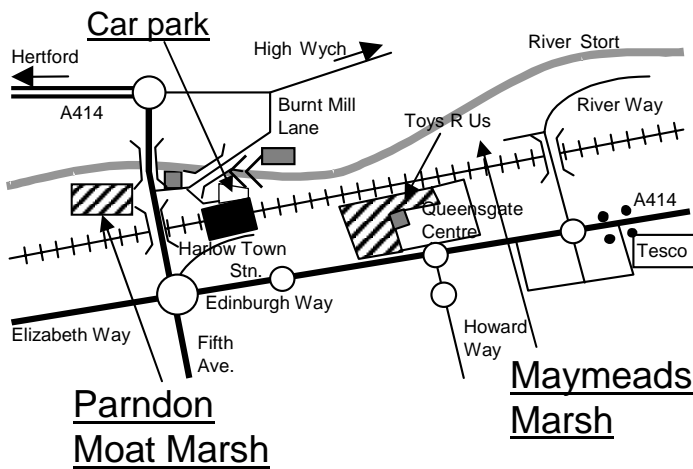 Car park
High Wych
River Stort
Hertford
A414
Burnt Mill
Lane
Toys R Us
River Way
A414
Queensgate
Centre
Harlow Town
Stn.
Tesco
Edinburgh Way
Elizabeth Way
Fifth
Ave.
Howard
Way
Parndon
Moat Marsh
Maymeads
Marsh